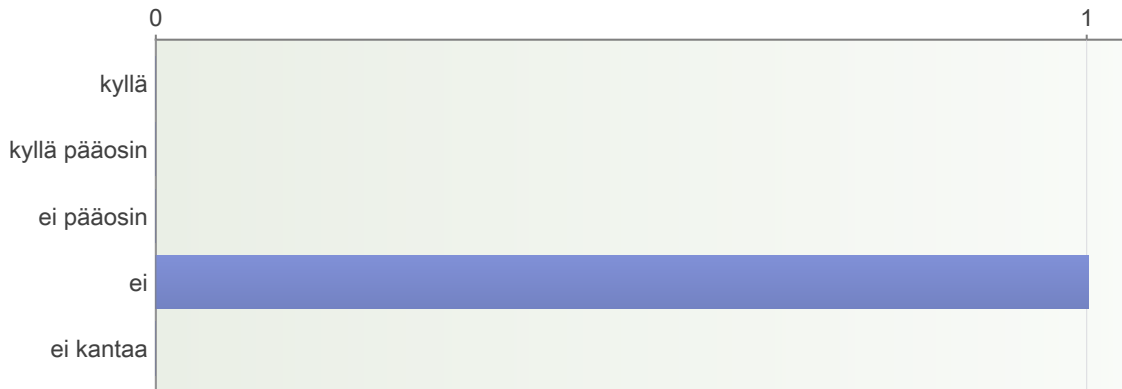 0 1
kyllä
kyllä pääosin
ei pääosin
ei
ei kantaa